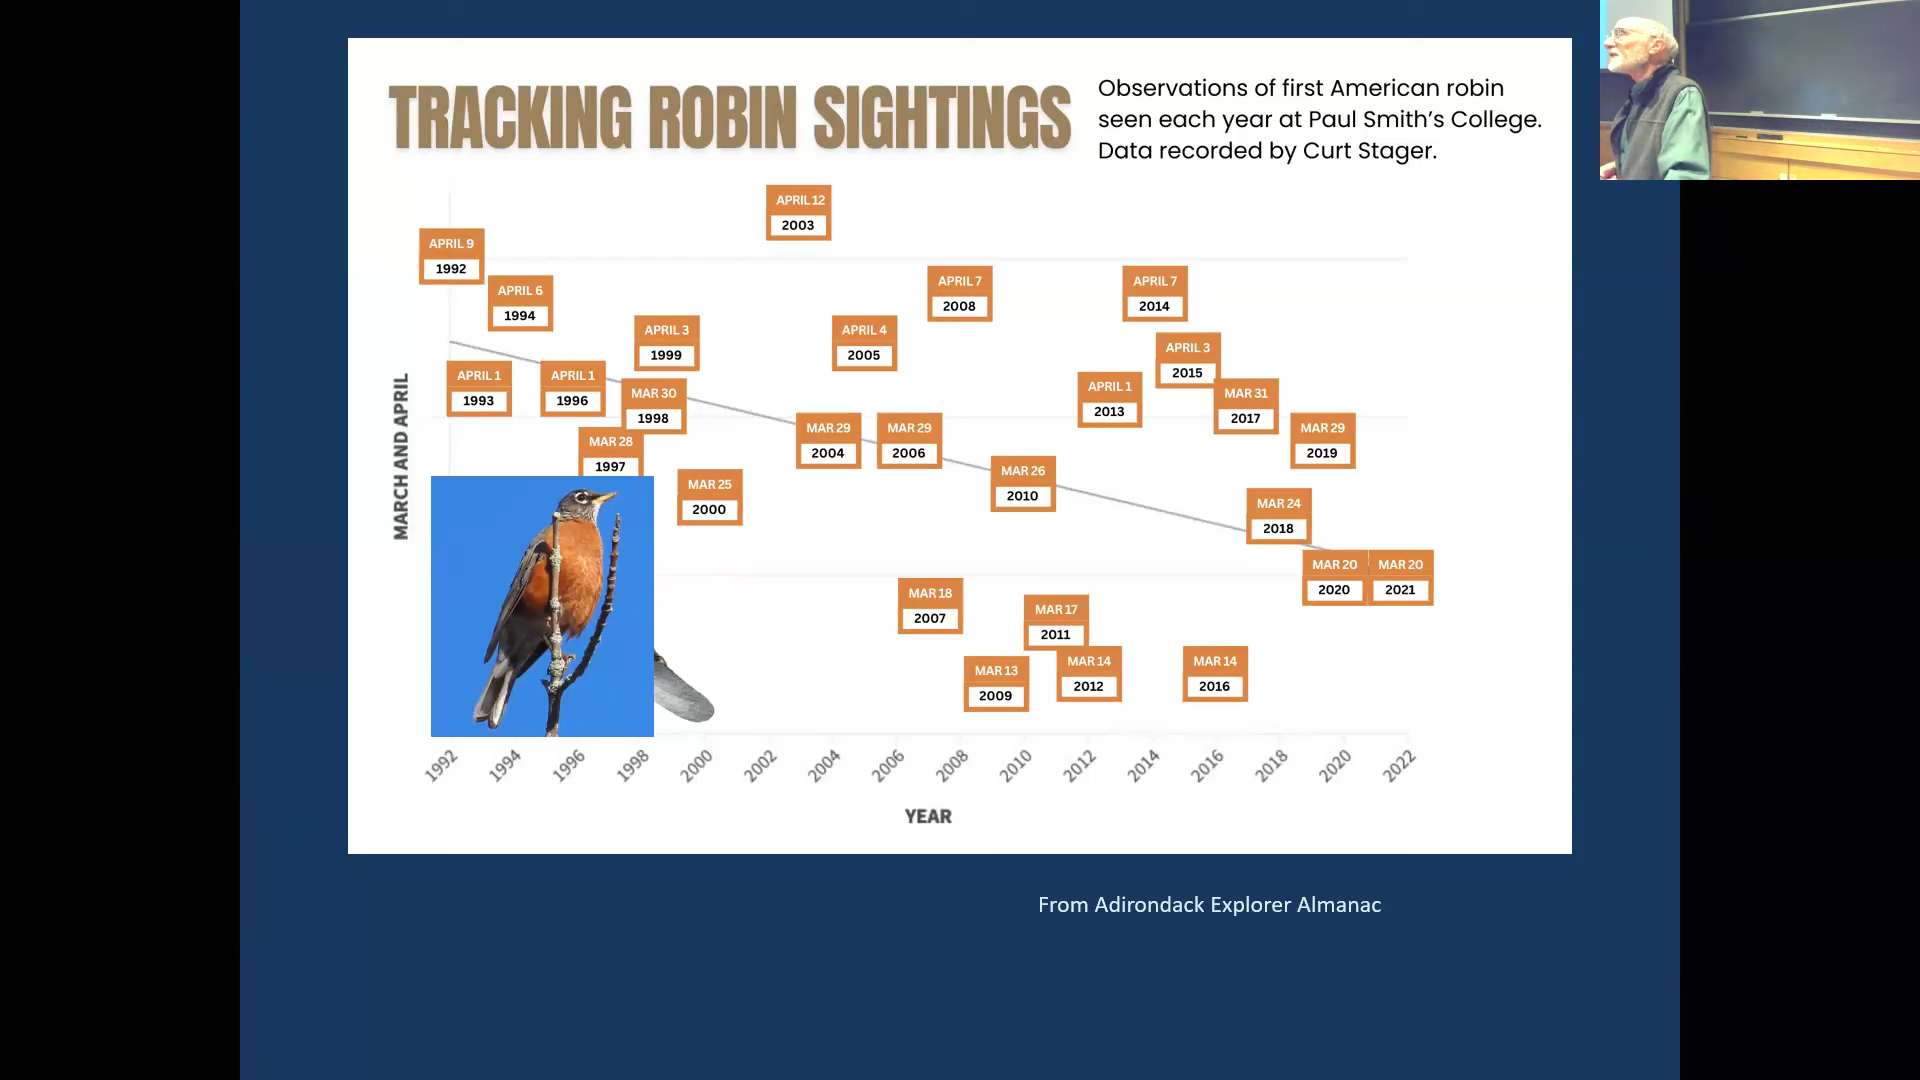 TRACKING ROBIN SIGHTINGS
Observations of first American robin
seen each year at Paul Smith's College.
Data recorded by Curt Stager.
MARCH AND APRIL
APRIL 9
1992
APRIL 1
1993
APRIL 6
1994
APRIL 1
1996
MAR 28
1997
MAR 30
1998
APRIL 3
1999
MAR 25
2000
APRIL 12
2003
MAR 29
2004
APRIL 4
2005
MAR 29
2006
MAR 18
2007
APRIL 7
2008
MAR 13
2009
MAR 26
2010
MAR 17
2011
MAR 14
2012
APRIL 1
2013
APRIL 7
2014
APRIL 3
2015
MAR 14
2016
MAR 31
2017
MAR 24
2018
MAR 29
2019
MAR 20
2020
MAR 20
2021
1992 1994 1996 1998 2000 2002 2004 2006 2008 2010 2012 2014 2016 2018 2020 2022
YEAR
From Adirondack Explorer Almanac